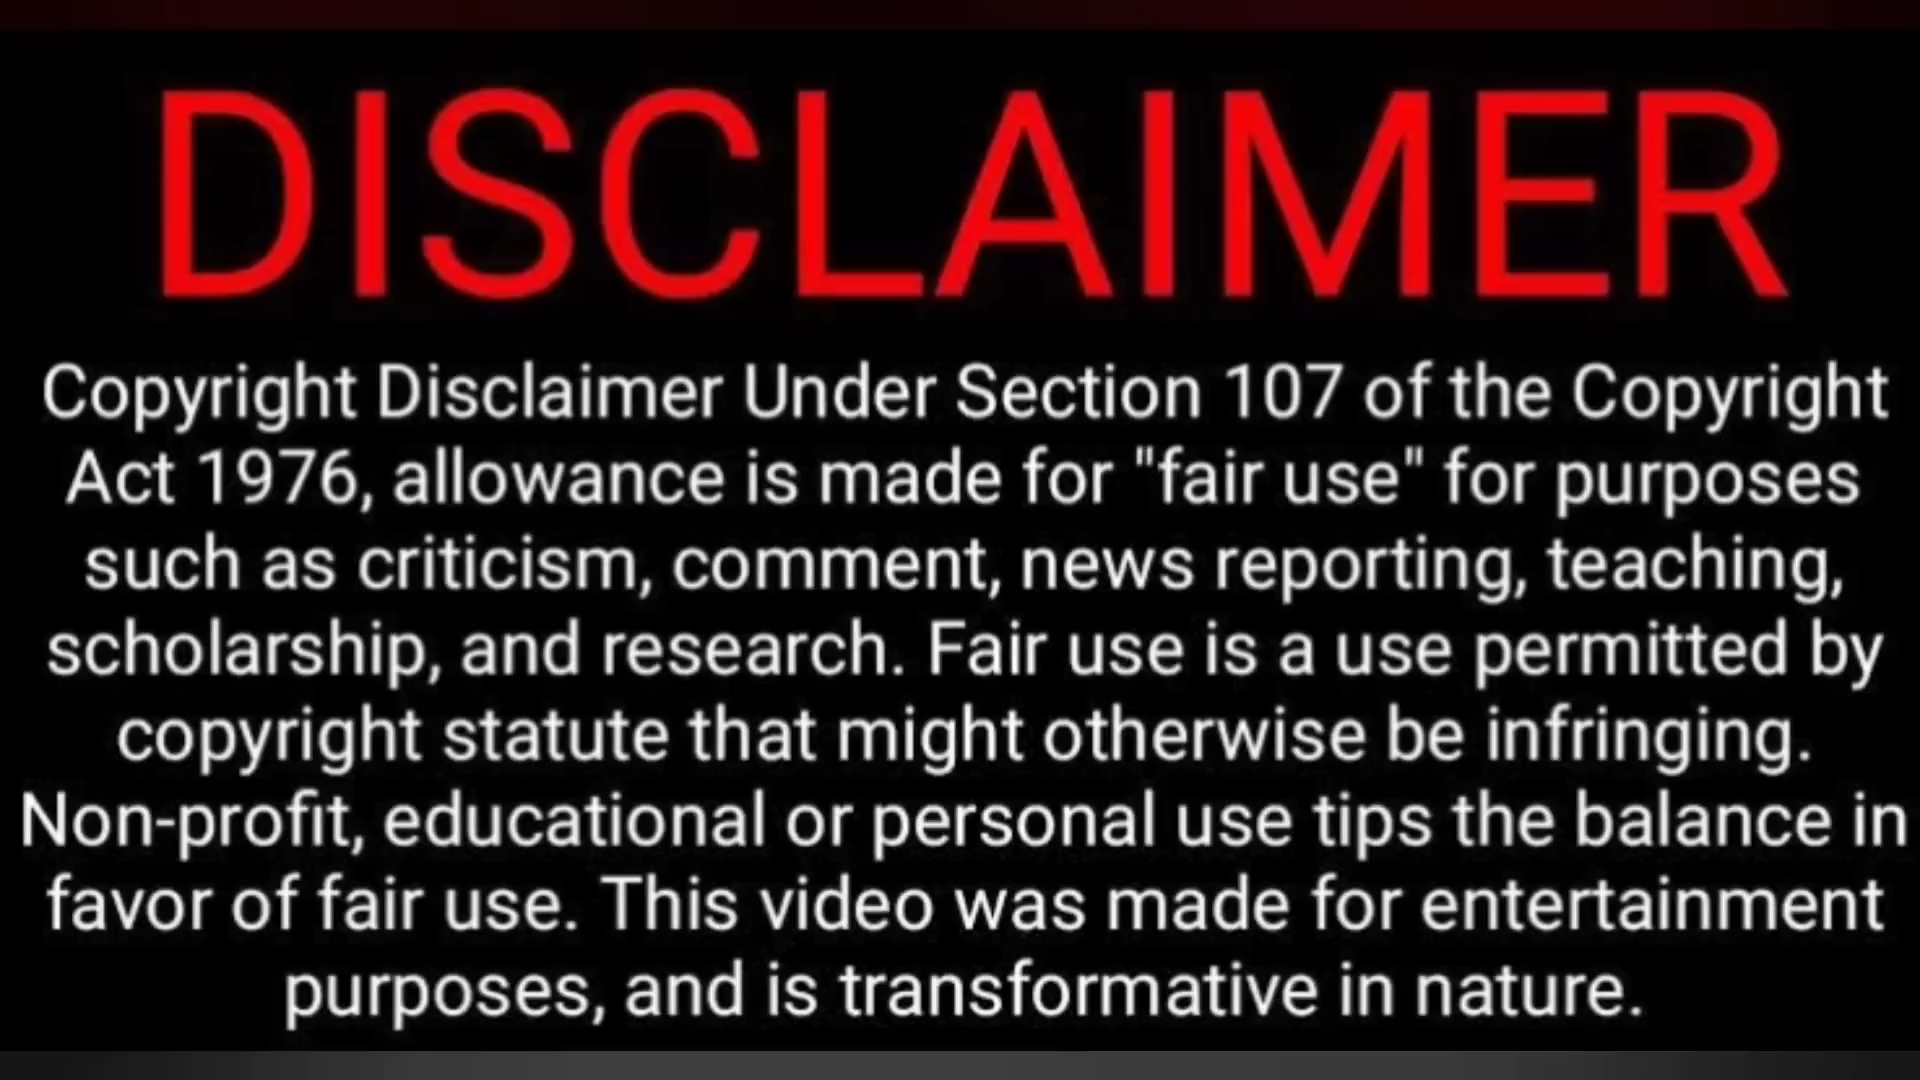 DISCLAIMER
Copyright Disclaimer Under Section 107 of the Copyright
Act 1976, allowance is made for "fair use" for purposes
such as criticism, comment, news reporting, teaching,
scholarship, and research. Fair use is a use permitted by
copyright statute that might otherwise be infringing.
Non-profit, educational or personal use tips the balance in
favor of fair use. This video was made for entertainment
purposes, and is transformative in nature.